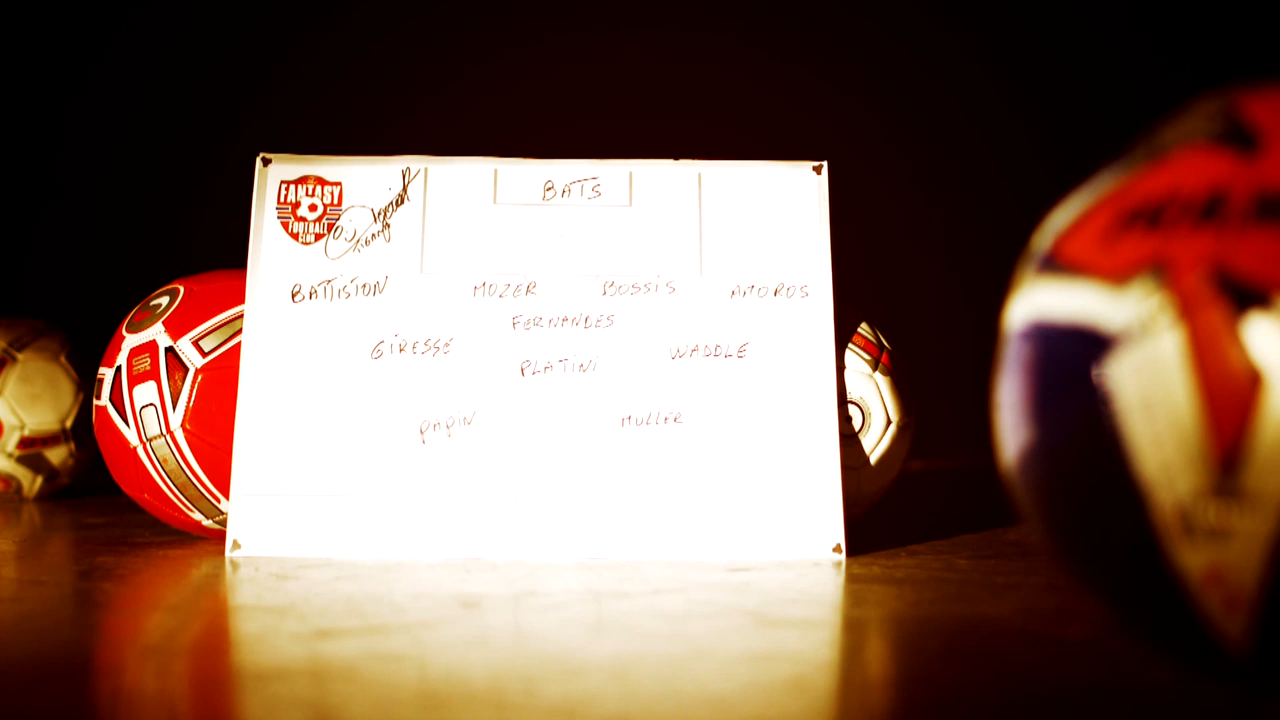 FANTASY
FOOTBALL
CLUB
BATS
BATTISTON MOZER BOSSIS AMOROS
FERNANDES
GIRESSE PLATINI WADDLE
PAPIN MULLER